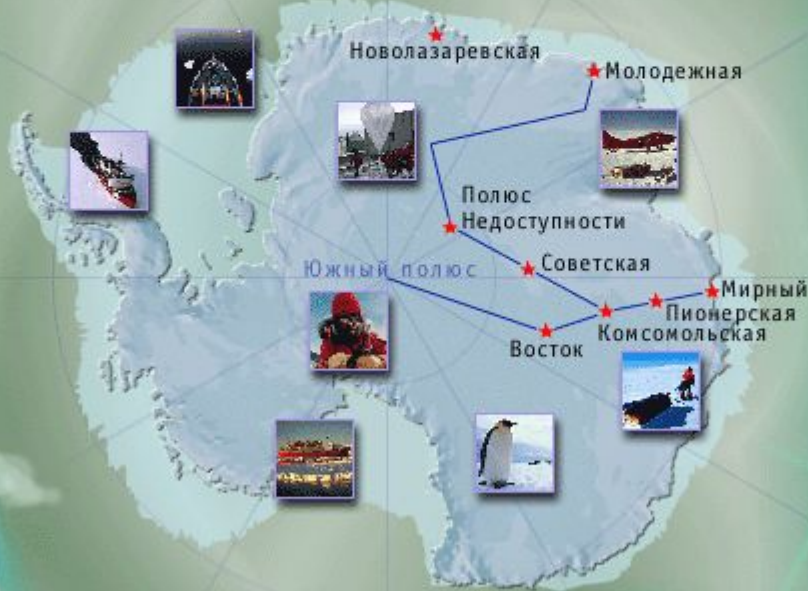 Новолазаревская
Молодежная
Полюс
Недоступности
Южный полюс
Советская
Мирный
Пионерская
Комсомольская
Восток